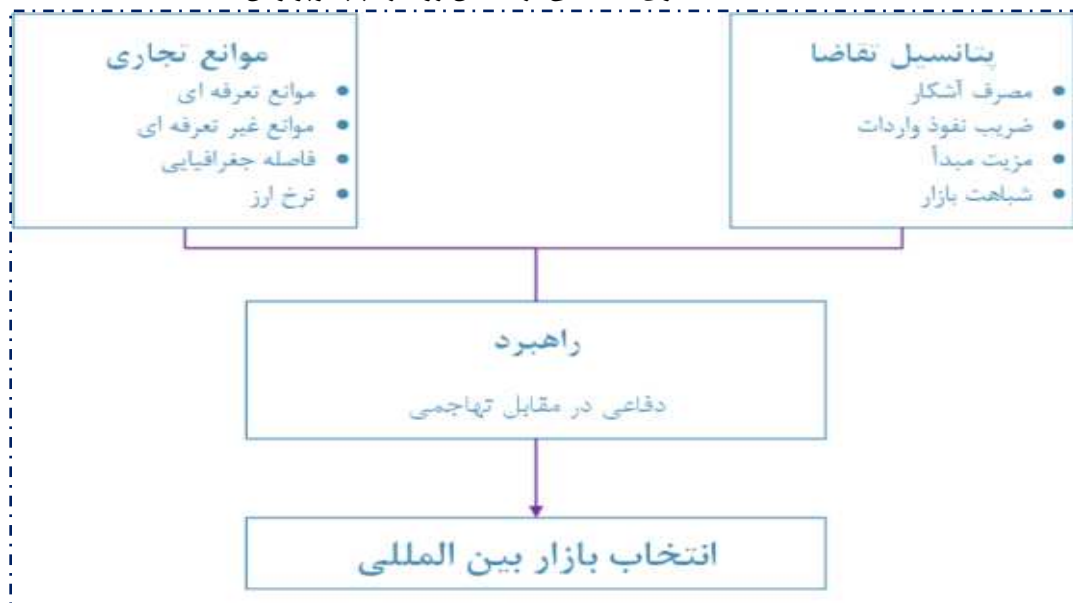 پتانسیل تقاضا
مصرف آشکار
ضریب نفوذ واردات
مزیت مبدأ
شباهت بازار
موانع تجاری
موانع تعرفه ای
موانع غیر تعرفه ای
فاصله جغرافیایی
نرخ ارز
راهبرد
دفاعی در مقابل تهاجمی
انتخاب بازار بین المللی